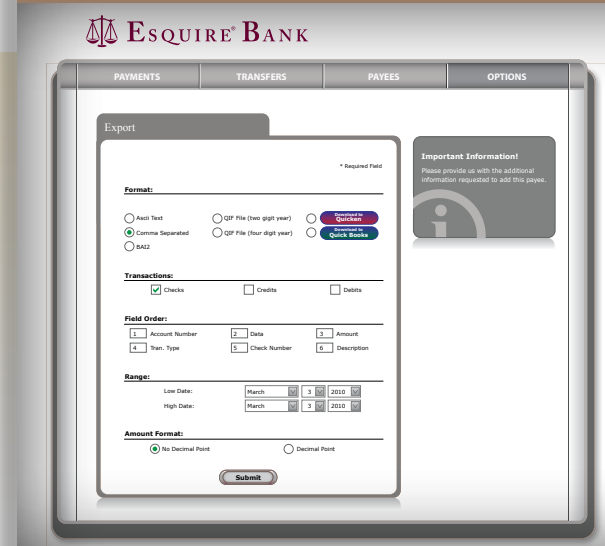 ESQUIRE® BANK
PAYMENTS TRANSFERS PAYEES OPTIONS
Export
* Required Field
Format:
Asci Text QIF File (two gigit year) Download to Quicken
Comma Separated QIF File (four digit year) Download to Quick Books
BAI2
Transactions:
Checks Credits Debits
Field Order:
1 Account Number 2 Data 3 Amount
4 Tran. Type 5 Check Number 6 Description
Range:
Low Date: March 3 2010
High Date: March 3 2010
Amount Format:
No Decimal Point Decimal Point
Submit
Important Information!
Please provide us with the additional
information requested to add this payee.